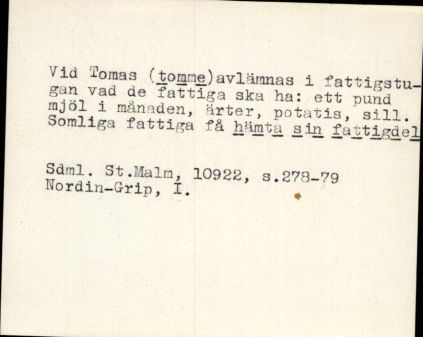 Vid Tomas (tomme)avlämnas i fattigstu-
gan vad de fattiga ska ha: ett pund
mjöl i månaden, ärter, potatis, sill.
Somliga fattiga få hämta sin fattigdel
Sdml. St.Malm, 10922, s.278-79
Nordin-Grip, I.